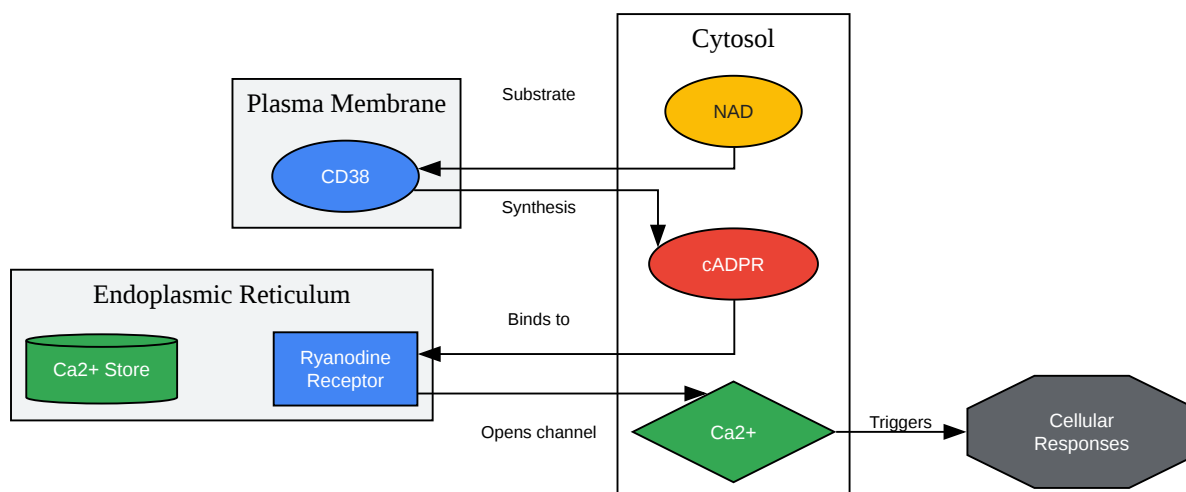 Cytosol
Plasma Membrane
Substrate
NAD
CD38
Synthesis
cADPR
Endoplasmic Reticulum
Binds to
Ca2+ Store
Ryanodine
Receptor
Opens channel
Ca2+
Triggers
Cellular
Responses